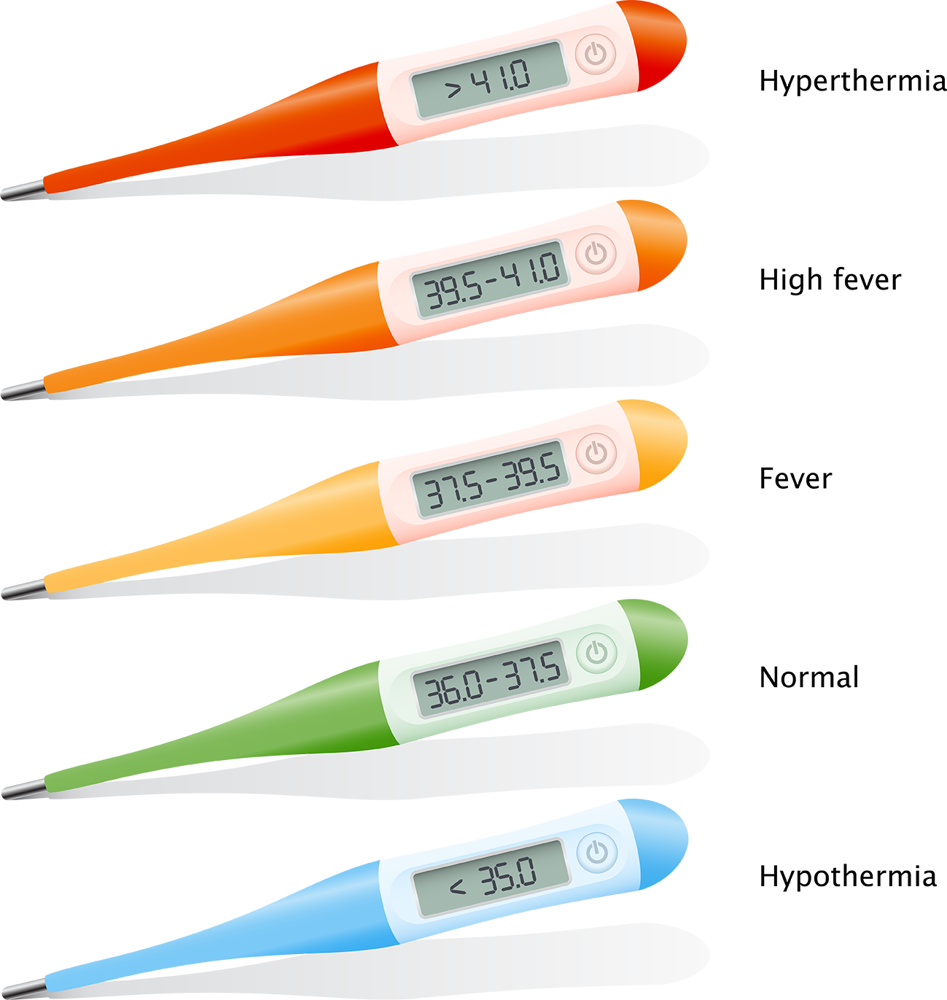 > 41.0 Hyperthermia
39.5-41.0 High fever
37.5-39.5 Fever
36.0-37.5 Normal
< 35.0 Hypothermia